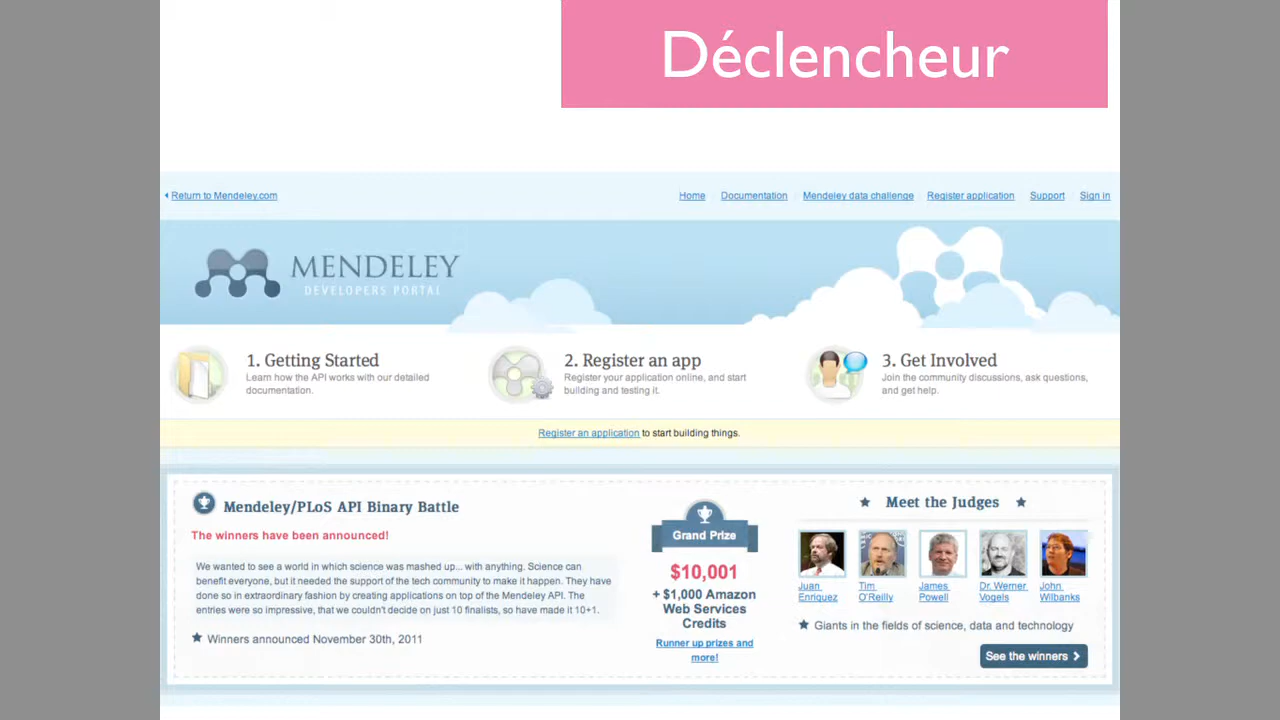 Déclencheur
Return to Mendeley.com
Home Documentation Mendeley data challenge Register application Support Sign in
MENDELEY
DEVELOPERS PORTAL
1. Getting Started
Learn how the API works with our detailed
documentation.
2. Register an app
Register your application online, and start
building and testing it.
3. Get Involved
Join the community discussions, ask questions,
and get help.
Register an application to start building things.
Mendeley/PLoS API Binary Battle
The winners have been announced!
We wanted to see a world in which science was mashed up... with anything. Science can
benefit everyone, but it needed the support of the tech community to make it happen. They have
done so in extraordinary fashion by creating applications on top of the Mendeley API. The
entries were so impressive, that we couldn't decide on just 10 finalists, so have made it 10+1.
Winners announced November 30th, 2011
Grand Prize
$10,001
+ $1,000 Amazon
Web Services
Credits
Runner up prizes and
more!
Meet the Judges
Juan
Enriquez
Tim
O'Reilly
James
Powell
Dr. Werner
Vogels
John
Wilbanks
Giants in the fields of science, data and technology
See the winners